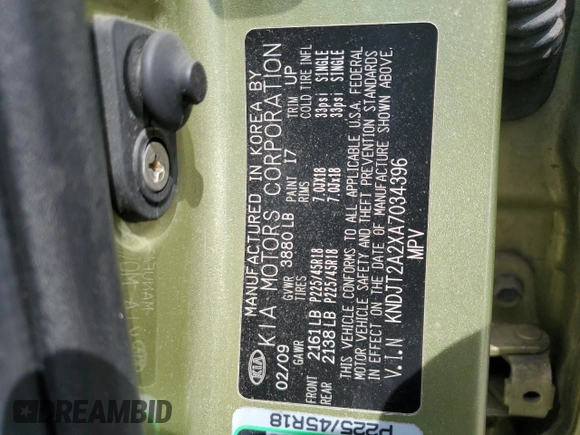 MANUFACTURED IN KOREA BY
KIA KIA MOTORS CORPORATION
02/09 GVWR 3880 LB PAINT 17 TRIM UP
GAWR TIRES RIMS COLD TIRE INFL
FRONT 2161 LB P225/45R18 7.0JX18 33psi SINGLE
REAR 2138 LB P225/45R18 7.0Jx18 33psi SINGLE
THIS VEHICLE CONFORMS TO ALL APPLICABLE U.S.A. FEDERAL
MOTOR VEHICLE SAFETY AND THEFT PREVENTION STANDARDS
IN EFFECT ON THE DATE OF MANUFACTURE SHOWN ABOVE.
V.I.N KNDJT2A2XA7034396
MPV
P225/45R18
DREAMBID